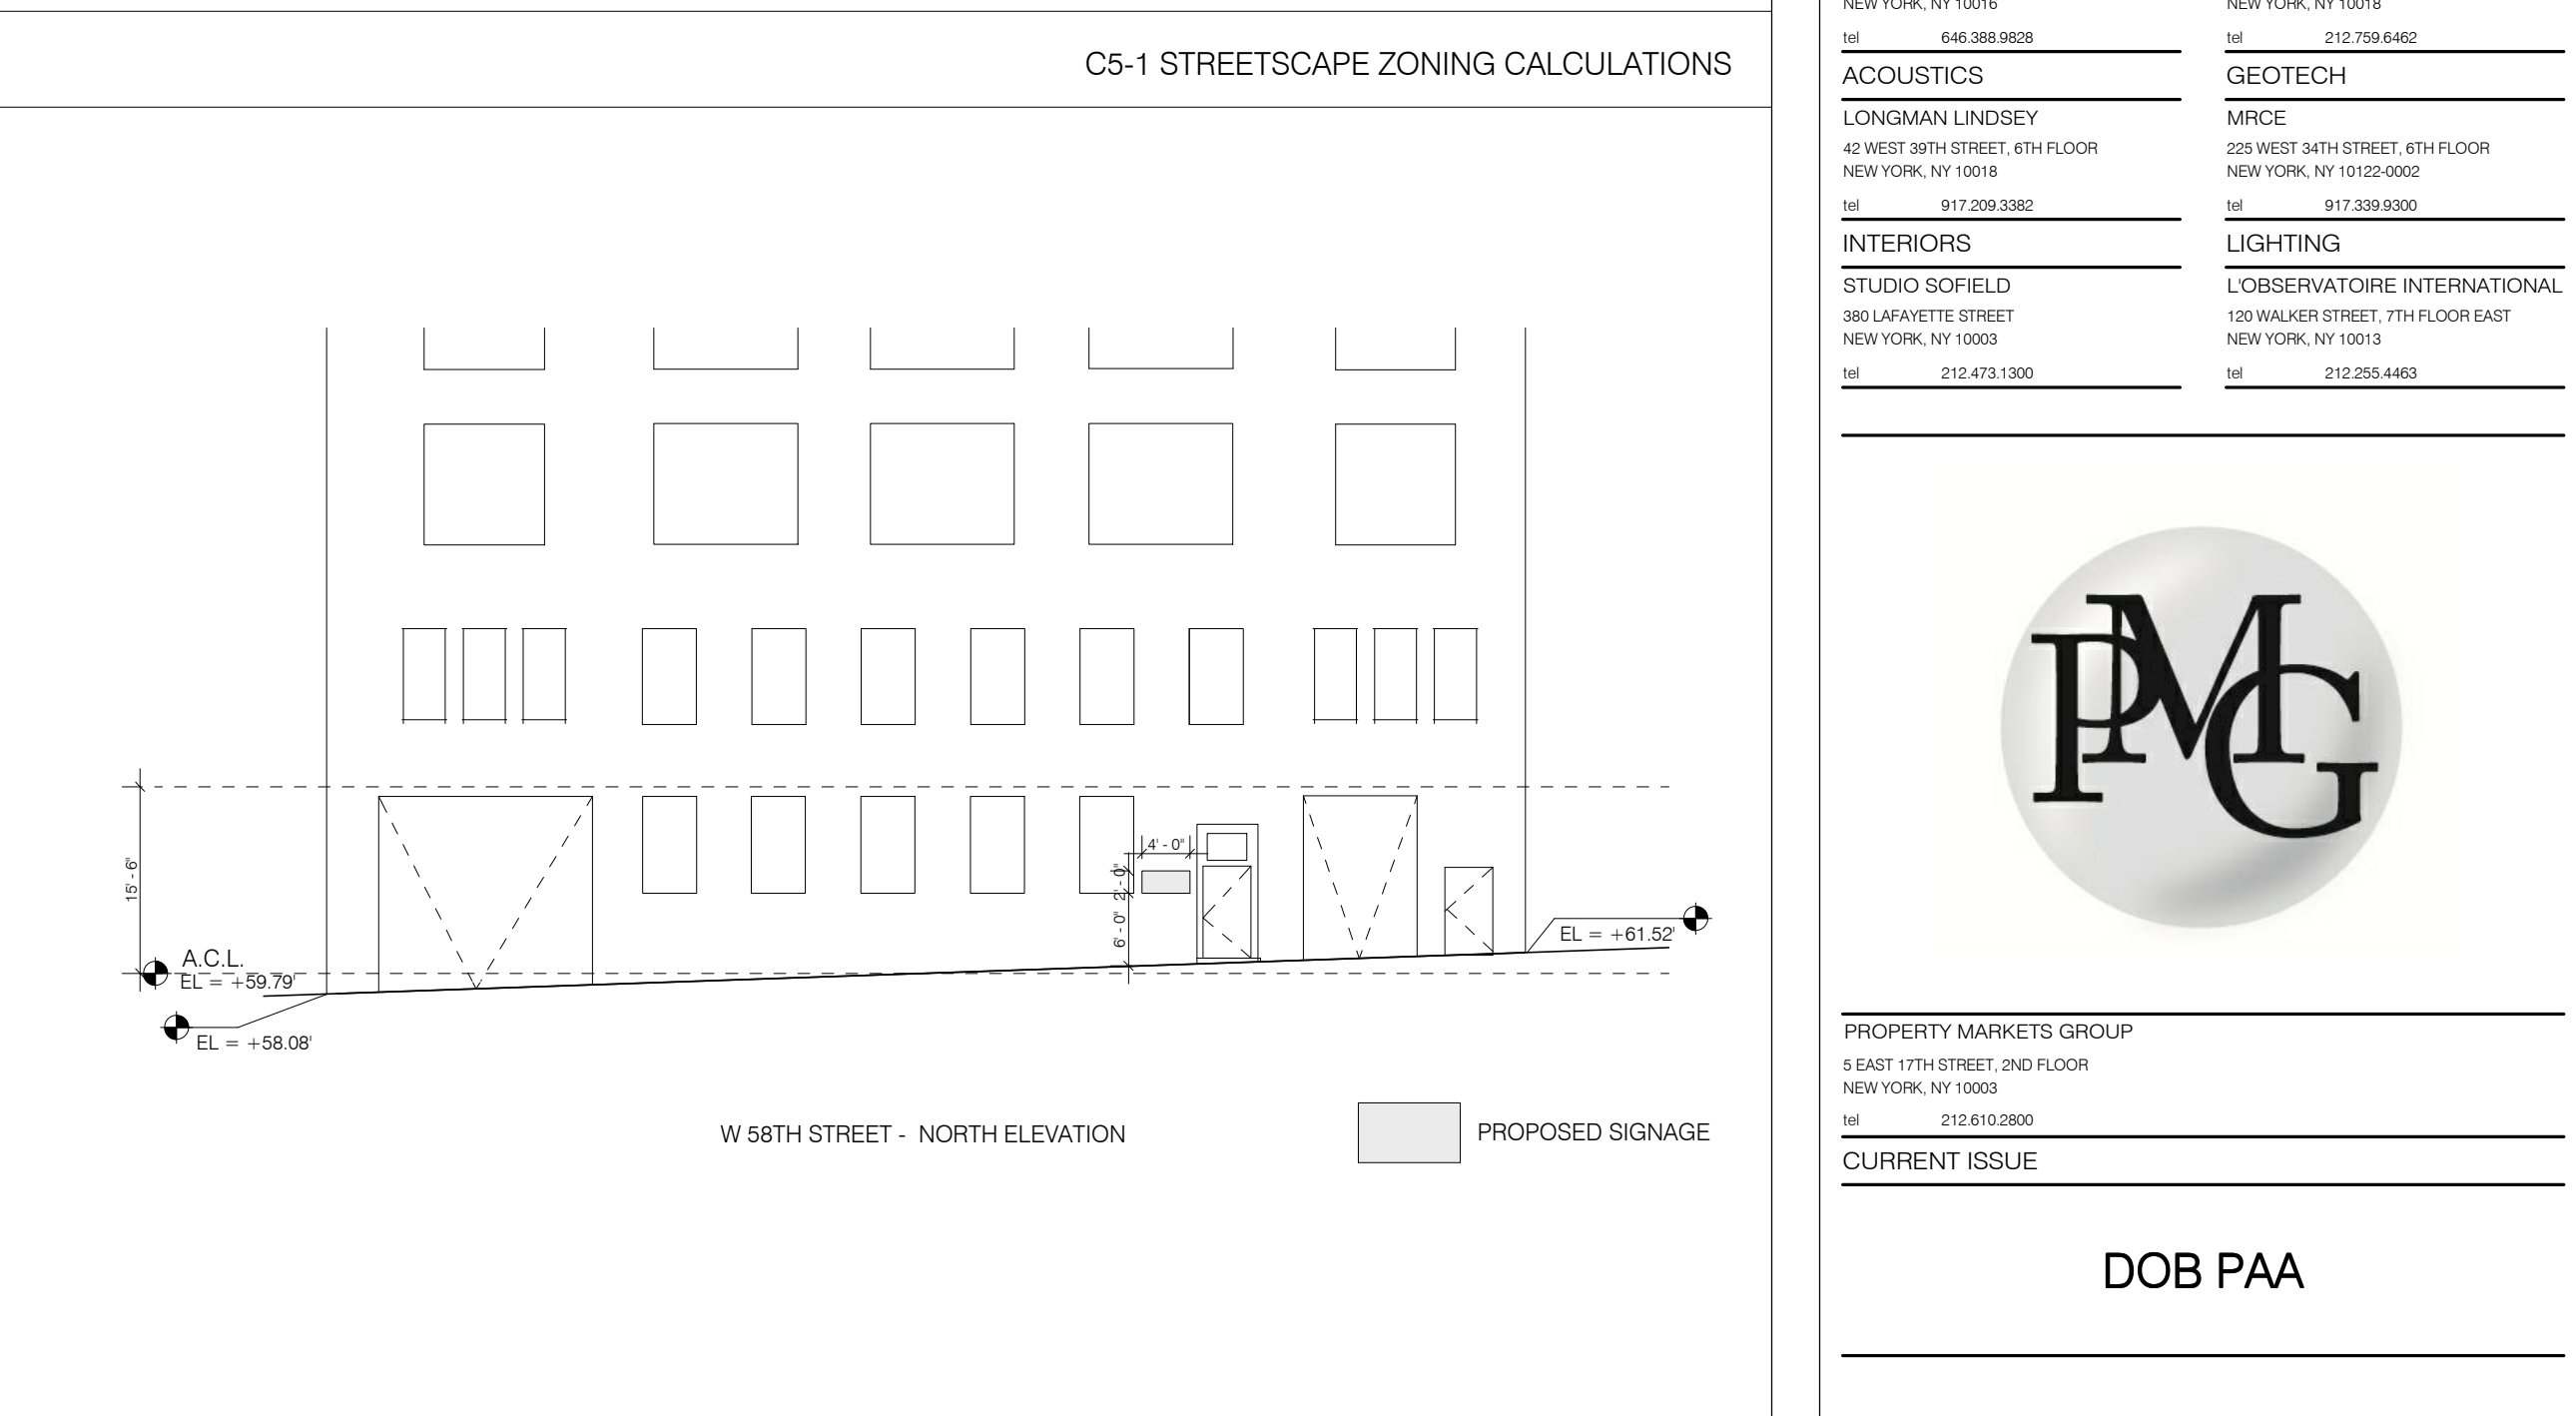 C5-1 STREETSCAPE ZONING CALCULATIONS
15' - 6"
A.C.L.
EL = +59.79'
EL = +58.08'
4' - 0"
2' - 0"
6' - 0"
EL = +61.52'
W 58TH STREET - NORTH ELEVATION
PROPOSED SIGNAGE
NEW YORK, NY 10016
tel 646.388.9828
NEW YORK, NY 10018
tel 212.759.6462
ACOUSTICS
LONGMAN LINDSEY
42 WEST 39TH STREET, 6TH FLOOR
NEW YORK, NY 10018
tel 917.209.3382
GEOTECH
MRCE
225 WEST 34TH STREET, 6TH FLOOR
NEW YORK, NY 10122-0002
tel 917.339.9300
INTERIORS
STUDIO SOFIELD
380 LAFAYETTE STREET
NEW YORK, NY 10003
tel 212.473.1300
LIGHTING
L'OBSERVATOIRE INTERNATIONAL
120 WALKER STREET, 7TH FLOOR EAST
NEW YORK, NY 10013
tel 212.255.4463
PMG
PROPERTY MARKETS GROUP
5 EAST 17TH STREET, 2ND FLOOR
NEW YORK, NY 10003
tel 212.610.2800
CURRENT ISSUE
DOB PAA